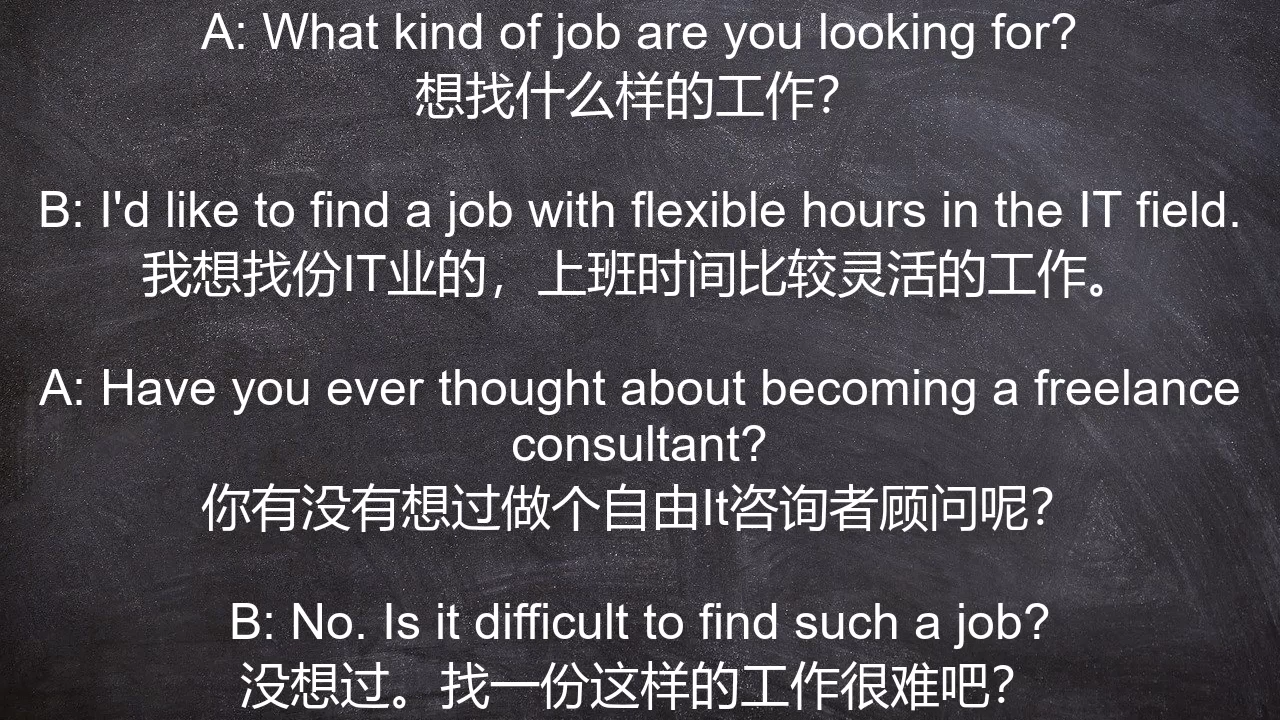 A: What kind of job are you looking for?
想找什么样的工作？
B: I'd like to find a job with flexible hours in the IT field.
我想找份IT业的，上班时间比较灵活的工作。
A: Have you ever thought about becoming a freelance
consultant?
你有没有想过做个自由It咨询者顾问呢？
B: No. Is it difficult to find such a job?
没想过。找一份这样的工作很难吧？